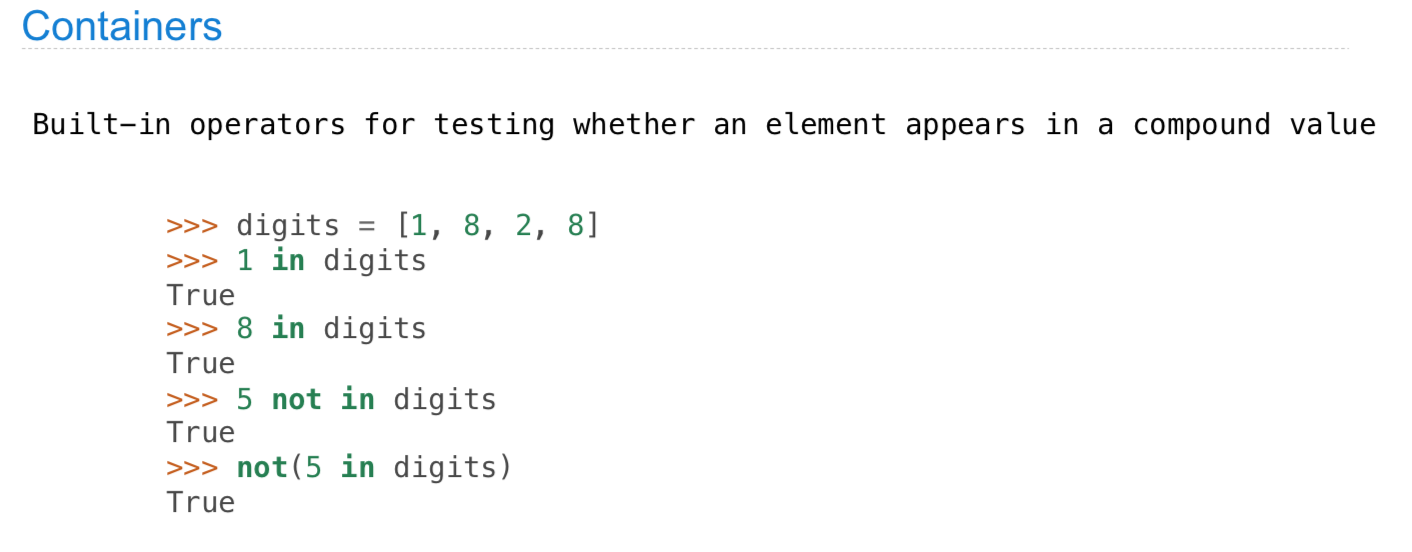 Containers
Built-in operators for testing whether an element appears in a compound value
>>> digits = [1, 8, 2, 8]
>>> 1 in digits
True
>>> 8 in digits
True
>>> 5 not in digits
True
>>> not(5 in digits)
True